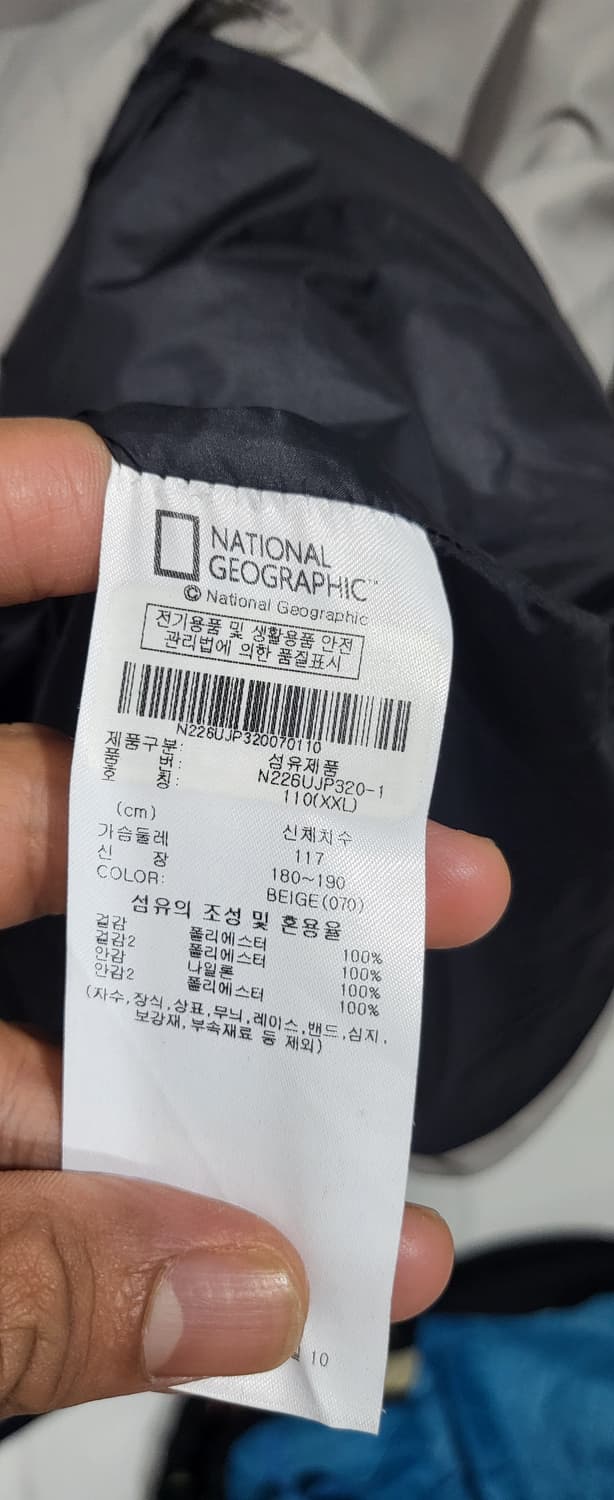 NATIONAL
GEOGRAPHIC™
© National Geographic
전기용품 및 생활용품 안전
관리법에 의한 품질표시
N226UJP320070110
제품구분: 섬유제품
품 번: N226UJP320-1
호 칭: 110(XXL)
(cm) 신체치수
가슴둘레 117
신 장 180~190
COLOR: BEIGE(070)
섬유의 조성 및 혼용율
겉감 폴리에스터 100%
겉감2 폴리에스터 100%
안감 나일론 100%
안감2 폴리에스터 100%
(자수,장식,상표,무늬,레이스,밴드,심지,
보강재,부속재료 등 제외)
10